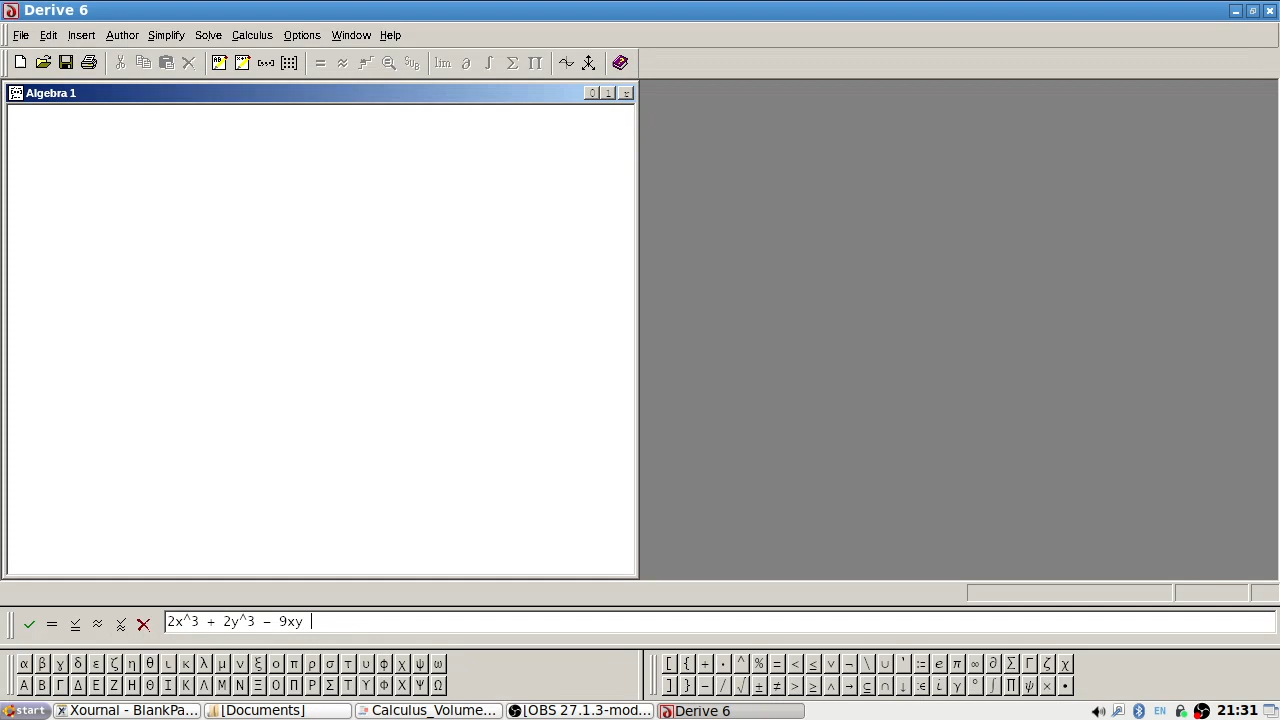 Derive 6
File Edit Insert Author Simplify Solve Calculus Options Window Help
lim ∂ ∫ Σ Π
Algebra 1
2x^3 + 2y^3 - 9xy
α β γ δ ε ζ η θ ι κ λ μ ν ξ ο π ρ σ τ υ φ χ ψ ω
[ { + · ^ % = < ≤ ∨ ¬ \ ∪ ' := e π ∞ ∂ Σ Γ ζ χ
Α Β Γ Δ Ε Ζ Η Θ Ι Κ Λ Μ Ν Ξ Ο Π Ρ Σ Τ Υ Φ Χ Ψ Ω
] } − / √ ± ≠ > ≥ ∧ → ⊆ ∩ ↓ :∈ i γ ° ∫ Π ψ × •
start Xournal - BlankPa... [Documents] Calculus_Volume... [OBS 27.1.3-mod... Derive 6 EN 21:31